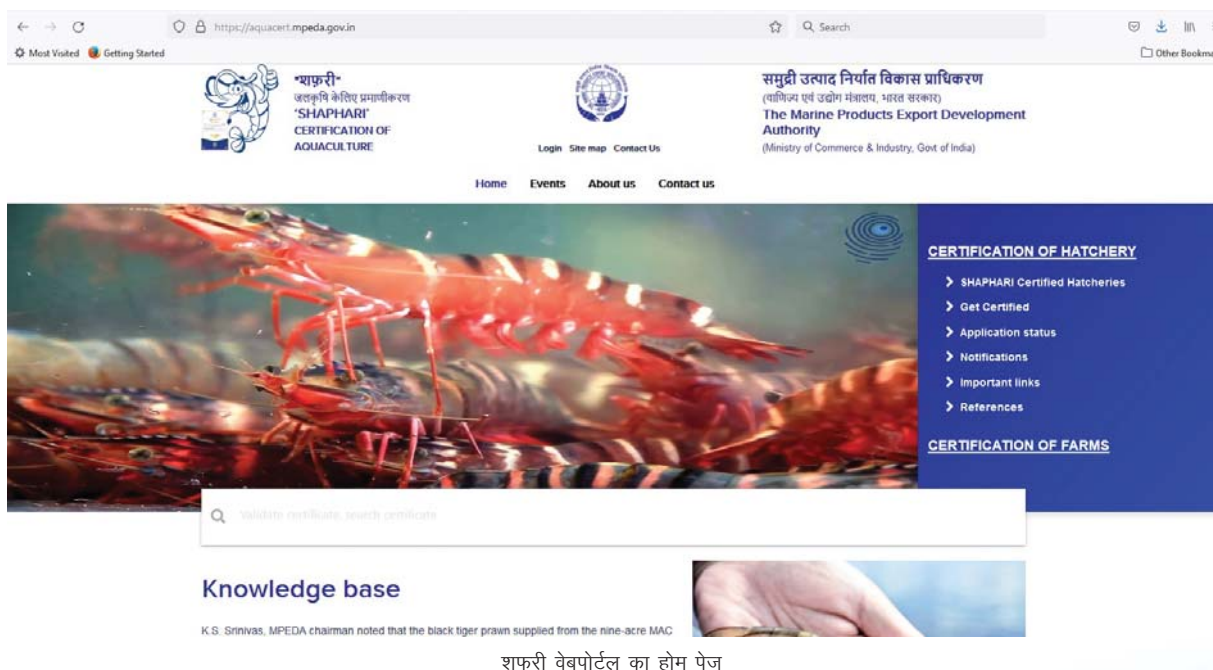 https://aquacert.mpeda.gov.in
Search
Most Visited
Getting Started
Other Bookma
"शफरी"
जलकृषि केलिए प्रमाणीकरण
'SHAPHARI'
CERTIFICATION OF
AQUACULTURE
Login Site map Contact Us
समुद्री उत्पाद निर्यात विकास प्राधिकरण
(वाणिज्य एवं उद्योग मंत्रालय, भारत सरकार)
The Marine Products Export Development
Authority
(Ministry of Commerce & Industry, Govt of India)
Home Events About us Contact us
CERTIFICATION OF HATCHERY
SHAPHARI Certified Hatcheries
Get Certified
Application status
Notifications
Important links
References
CERTIFICATION OF FARMS
Validate certificate, search certificate
Knowledge base
K.S. Srinivas, MPEDA chairman noted that the black tiger prawn supplied from the nine-acre MAC
शफरी वेबपोर्टल का होम पेज